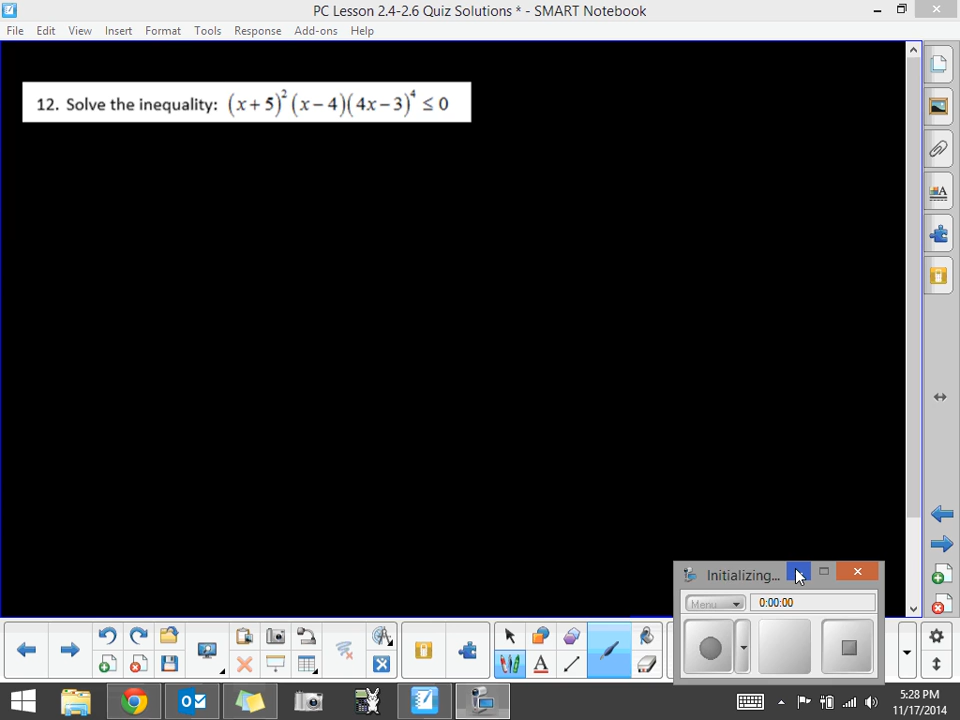 PC Lesson 2.4-2.6 Quiz Solutions * - SMART Notebook
File Edit View Insert Format Tools Response Add-ons Help
12. Solve the inequality: (x+5)²(x−4)(4x−3)⁴ ≤ 0
Initializing...
Menu 0:00:00
5:28 PM
11/17/2014